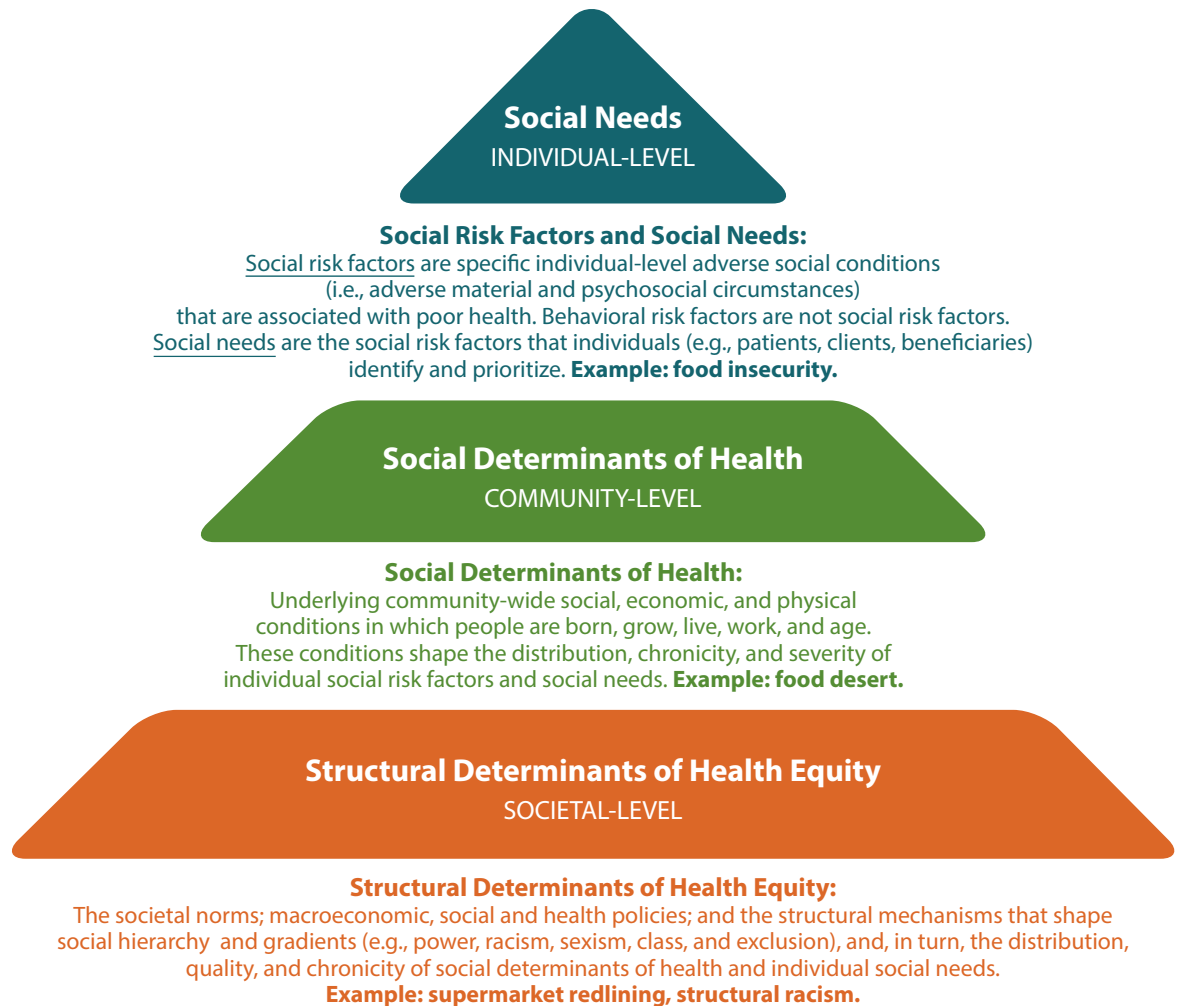 Social Needs
INDIVIDUAL-LEVEL
Social Risk Factors and Social Needs:
Social risk factors are specific individual-level adverse social conditions
(i.e., adverse material and psychosocial circumstances)
that are associated with poor health. Behavioral risk factors are not social risk factors.
Social needs are the social risk factors that individuals (e.g., patients, clients, beneficiaries)
identify and prioritize. Example: food insecurity.
Social Determinants of Health
COMMUNITY-LEVEL
Social Determinants of Health:
Underlying community-wide social, economic, and physical
conditions in which people are born, grow, live, work, and age.
These conditions shape the distribution, chronicity, and severity of
individual social risk factors and social needs. Example: food desert.
Structural Determinants of Health Equity
SOCIETAL-LEVEL
Structural Determinants of Health Equity:
The societal norms; macroeconomic, social and health policies; and the structural mechanisms that shape
social hierarchy and gradients (e.g., power, racism, sexism, class, and exclusion), and, in turn, the distribution,
quality, and chronicity of social determinants of health and individual social needs.
Example: supermarket redlining, structural racism.